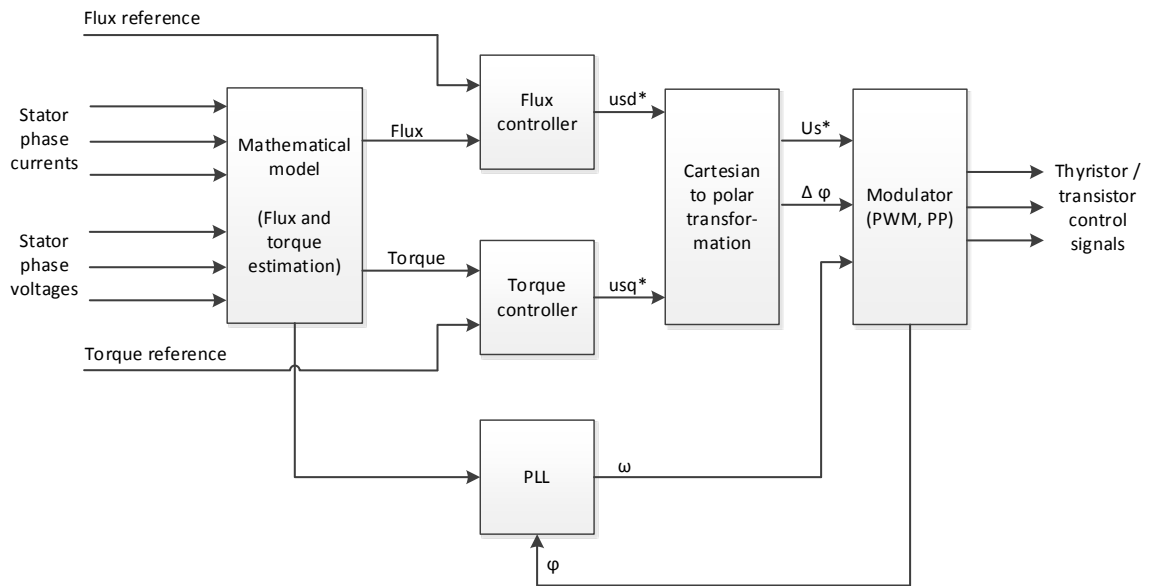 Flux reference
Stator
phase
currents
Stator
phase
voltages
Torque reference
Mathematical
model
(Flux and
torque
estimation)
Flux
Torque
Flux
controller
Torque
controller
PLL
usd*
usq*
ω
φ
Cartesian
to polar
transfor-
mation
Us*
Δ φ
Modulator
(PWM, PP)
Thyristor /
transistor
control
signals